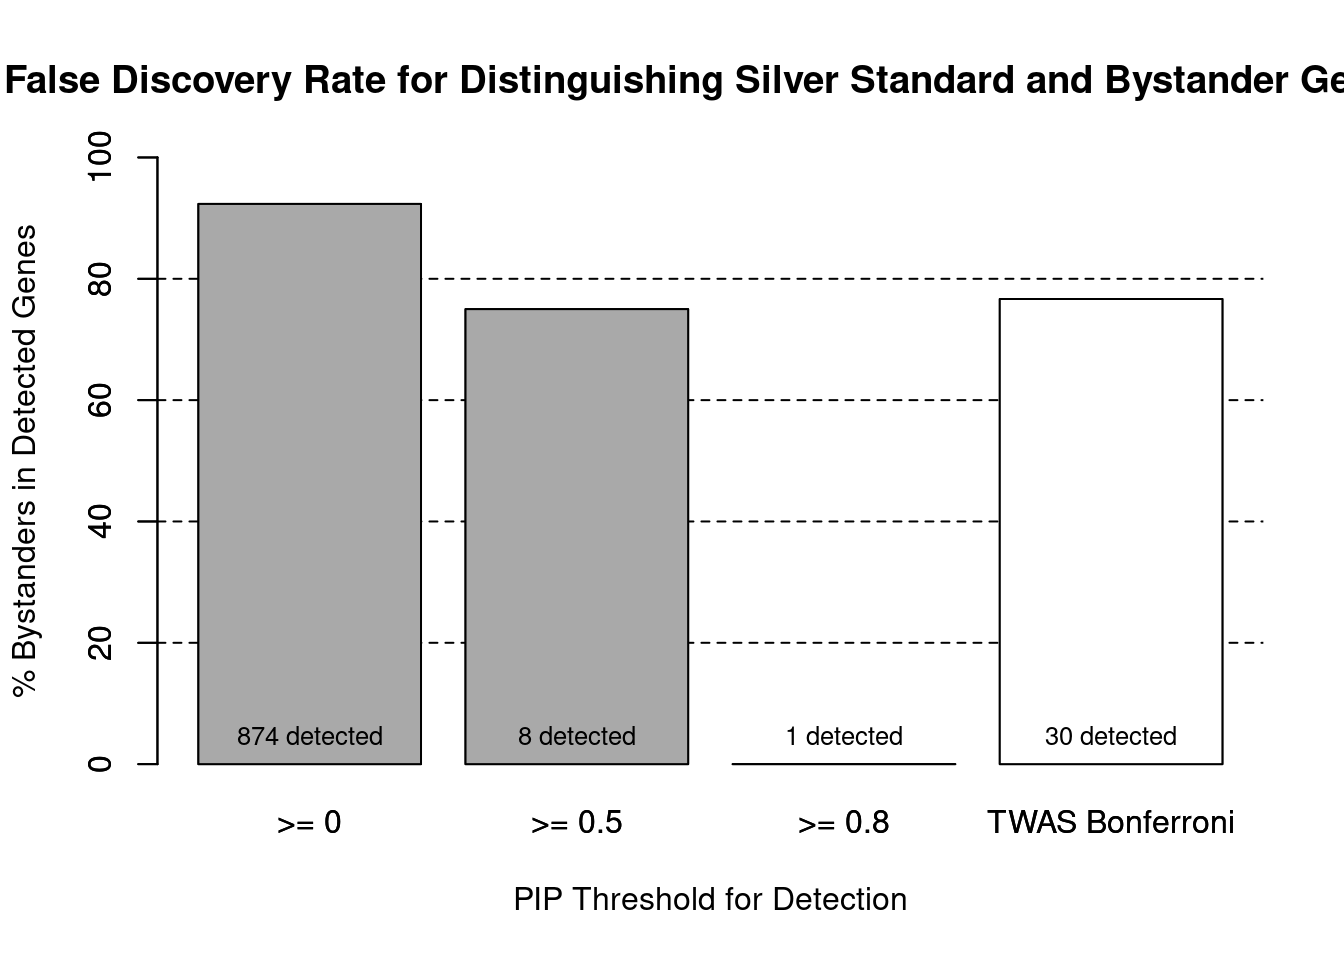 False Discovery Rate for Distinguishing Silver Standard and Bystander Ge
% Bystanders in Detected Genes
100
80
60
40
20
0
874 detected
8 detected
1 detected
30 detected
>= 0
>= 0.5
>= 0.8
TWAS Bonferroni
PIP Threshold for Detection